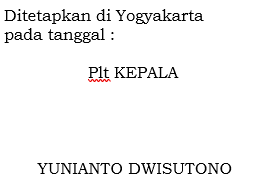 Ditetapkan di Yogyakarta
pada tanggal :
Plt KEPALA
YUNIANTO DWISUTONO